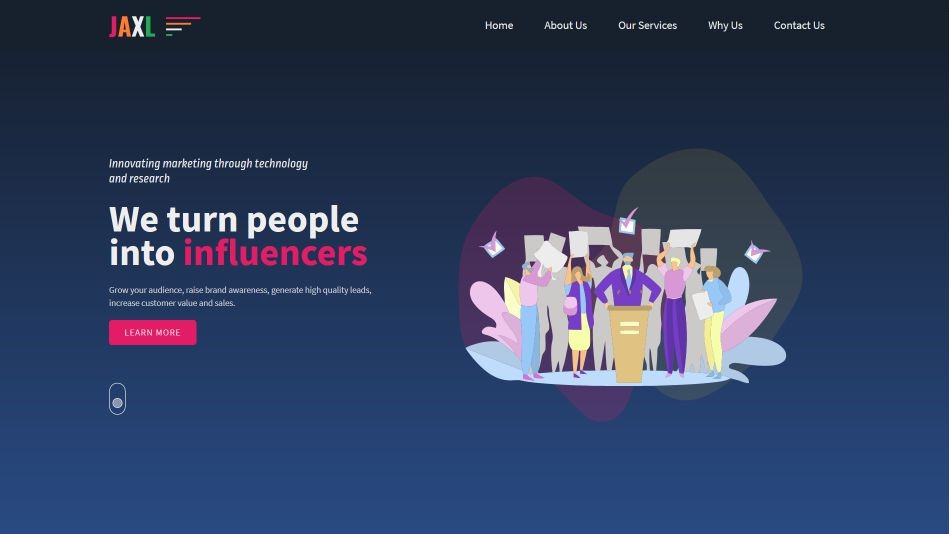 JAXL
Home
About Us
Our Services
Why Us
Contact Us
Innovating marketing through technology
and research
We turn people
into influencers
Grow your audience, raise brand awareness, generate high quality leads,
increase customer value and sales.
LEARN MORE